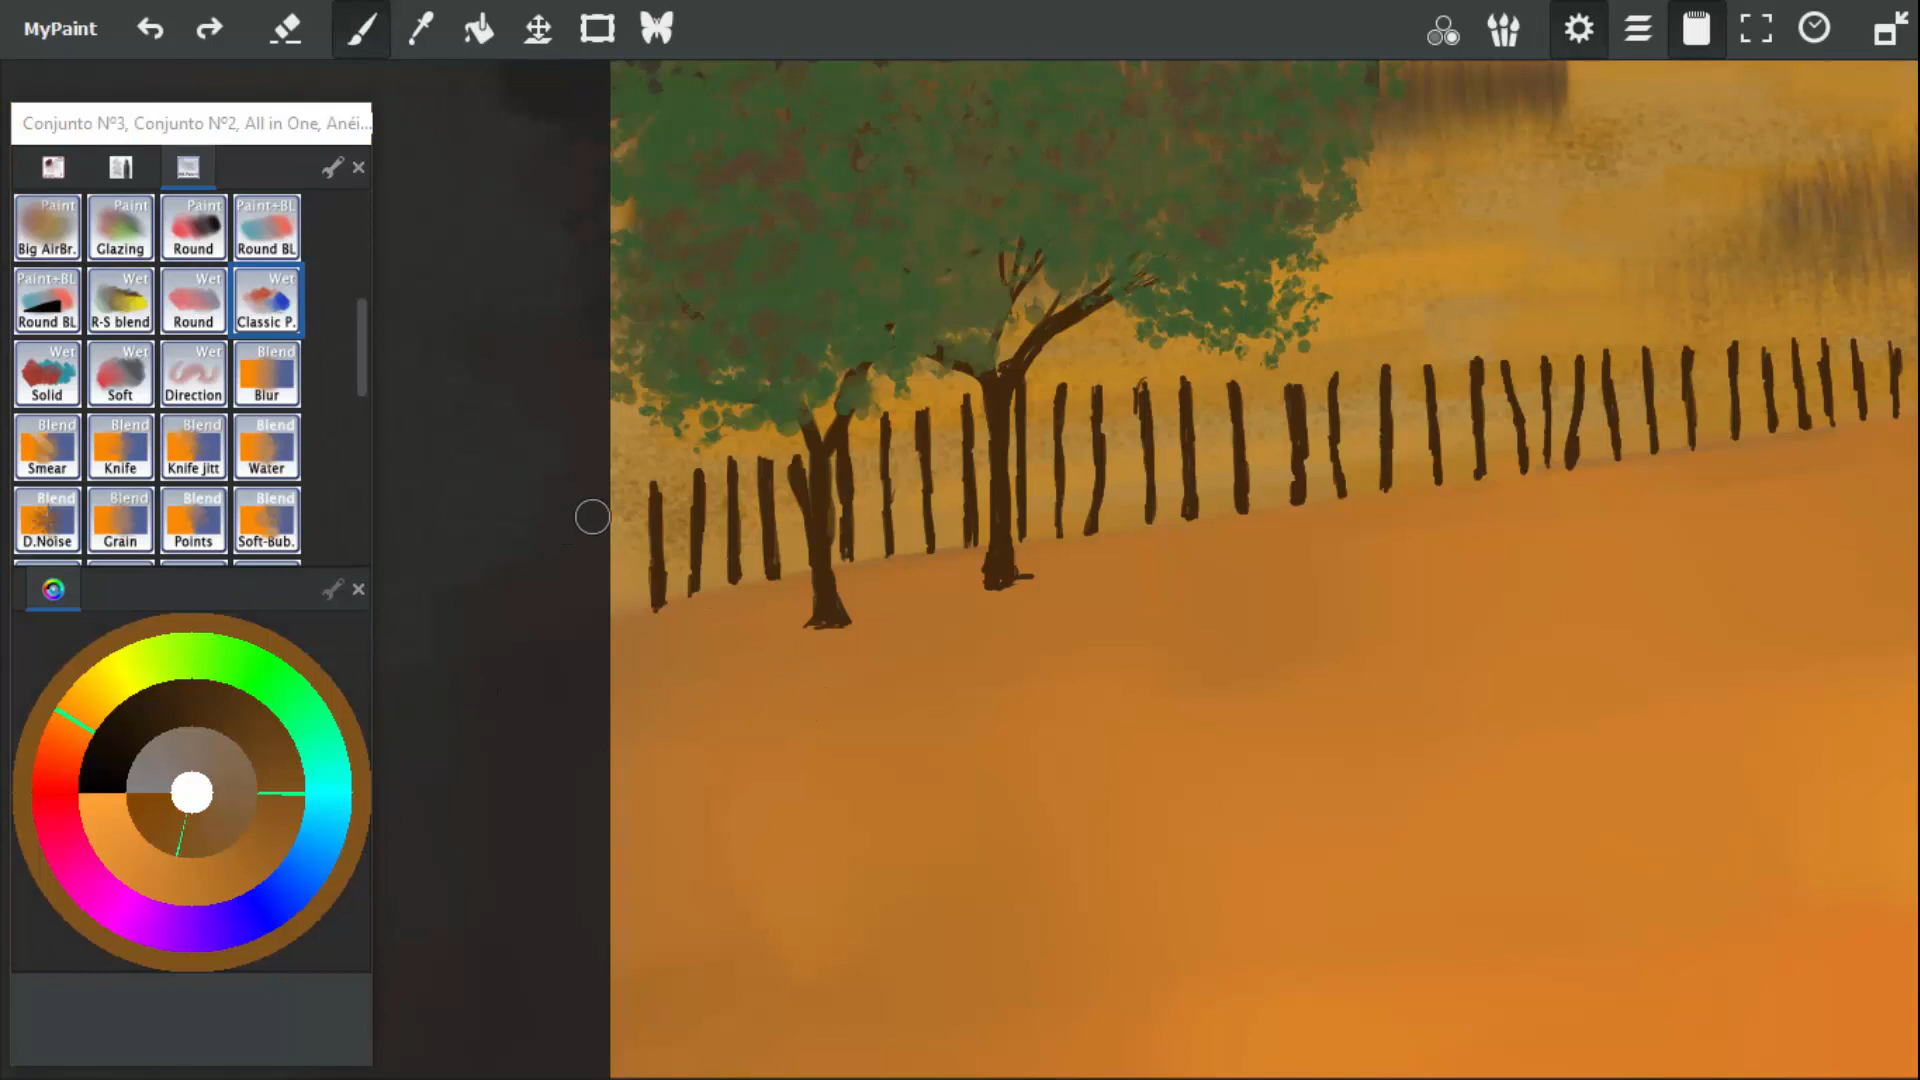 MyPaint
Conjunto Nº3, Conjunto Nº2, All in One, Anéi...
Paint Paint Paint Paint+BL
Big AirBr. Glazing Round Round BL
Paint+BL Wet Wet Wet
Round BL R-S blend Round Classic P.
Wet Wet Wet Blend
Solid Soft Direction Blur
Blend Blend Blend Blend
Smear Knife Knife jitt Water
Blend Blend Blend Blend
D.Noise Grain Points Soft-Bub.